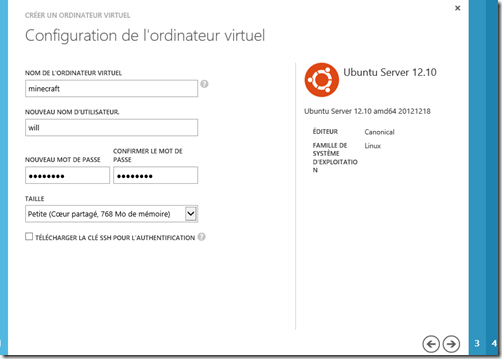 CRÉER UN ORDINATEUR VIRTUEL
Configuration de l'ordinateur virtuel
NOM DE L'ORDINATEUR VIRTUEL
minecraft
?
NOUVEAU NOM D'UTILISATEUR.
will
NOUVEAU MOT DE PASSE
CONFIRMER LE MOT DE
PASSE
●●●●●●●●
●●●●●●●●
TAILLE
Petite (Cœur partagé, 768 Mo de mémoire)
TÉLÉCHARGER LA CLÉ SSH POUR L'AUTHENTIFICATION
?
Ubuntu Server 12.10
Ubuntu Server 12.10 amd64 20121218
ÉDITEUR
Canonical
FAMILLE DE
SYSTÈME
D'EXPLOITATIO
N
Linux
3
4